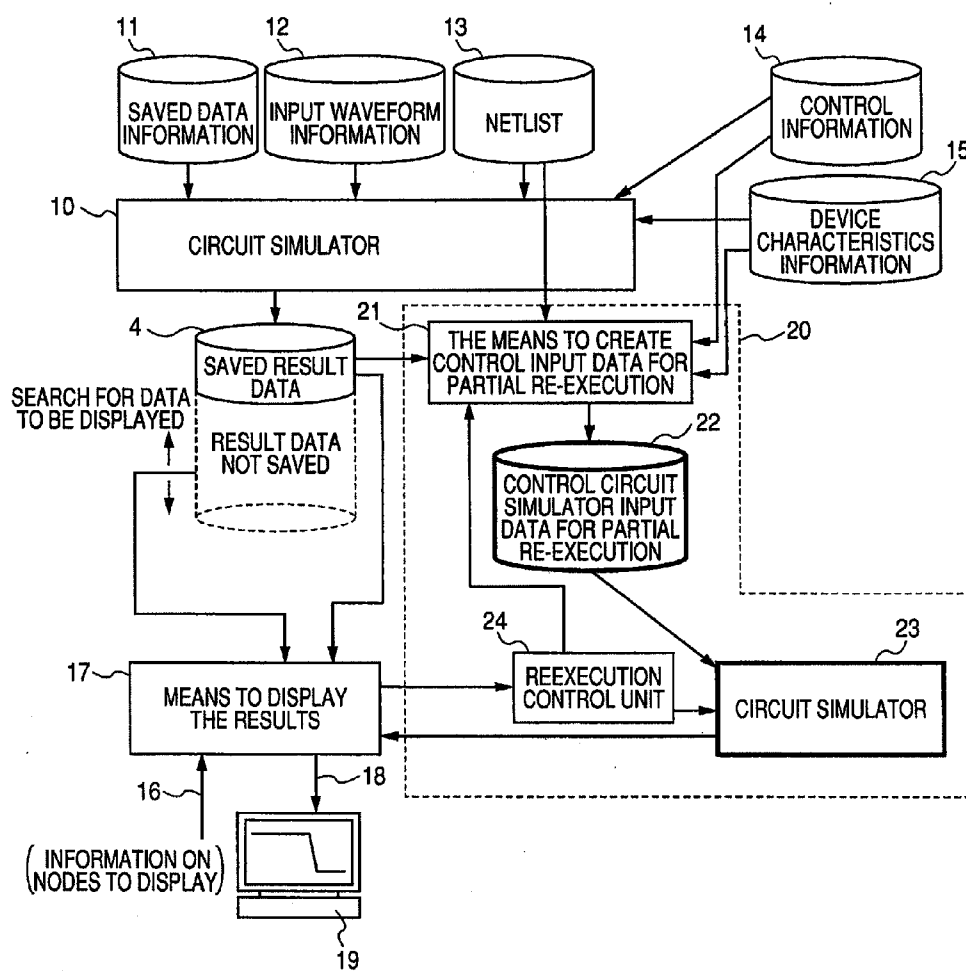 11
12
13
14
SAVED DATA
INFORMATION
INPUT WAVEFORM
INFORMATION
NETLIST
CONTROL
INFORMATION
15
10
CIRCUIT SIMULATOR
DEVICE
CHARACTERISTICS
INFORMATION
4
21
20
SAVED RESULT
DATA
THE MEANS TO CREATE
CONTROL INPUT DATA FOR
PARTIAL RE-EXECUTION
SEARCH FOR DATA
TO BE DISPLAYED
RESULT DATA
NOT SAVED
22
CONTROL CIRCUIT
SIMULATOR INPUT
DATA FOR PARTIAL
RE-EXECUTION
17
24
23
MEANS TO DISPLAY
THE RESULTS
REEXECUTION
CONTROL UNIT
CIRCUIT SIMULATOR
16
18
(INFORMATION ON
NODES TO DISPLAY)
19